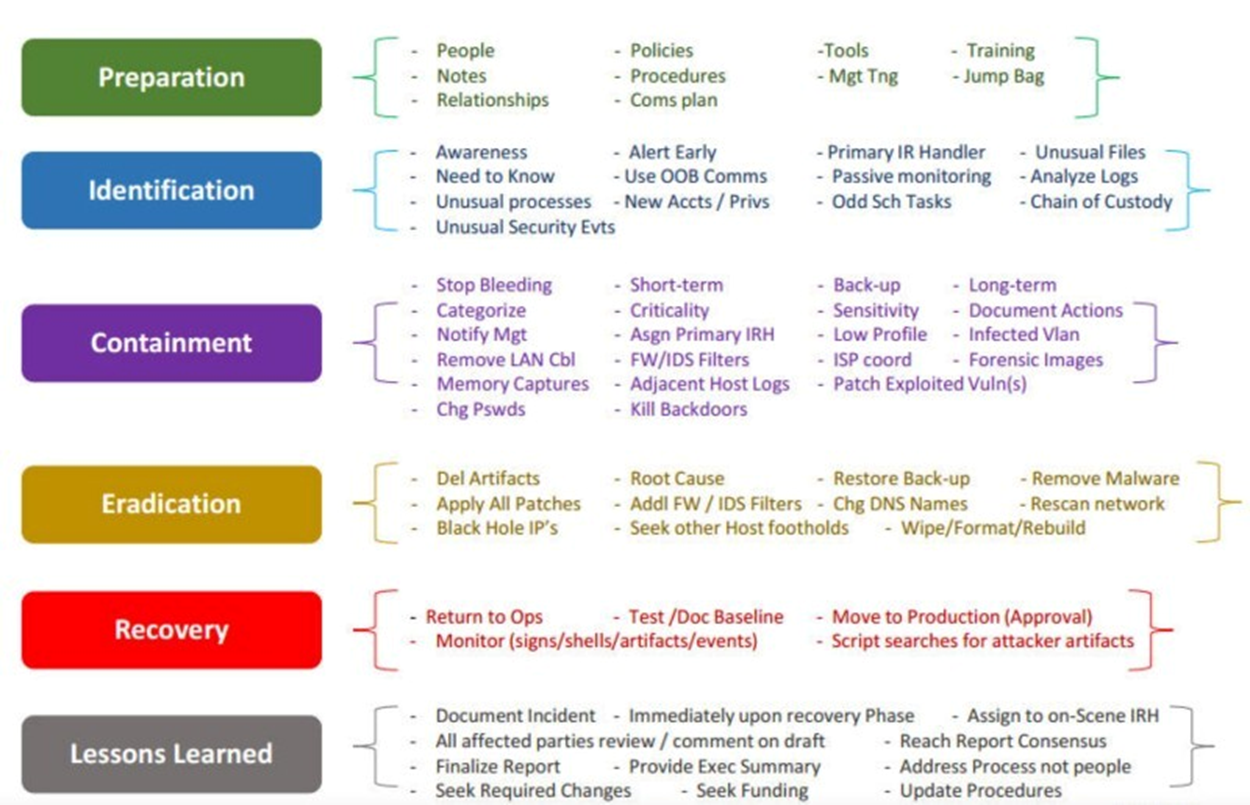 Preparation
- People - Policies -Tools - Training
- Notes - Procedures - Mgt Tng - Jump Bag
- Relationships - Coms plan
Identification
- Awareness - Alert Early - Primary IR Handler - Unusual Files
- Need to Know - Use OOB Comms - Passive monitoring - Analyze Logs
- Unusual processes - New Accts / Privs - Odd Sch Tasks - Chain of Custody
- Unusual Security Evts
Containment
- Stop Bleeding - Short-term - Back-up - Long-term
- Categorize - Criticality - Sensitivity - Document Actions
- Notify Mgt - Asgn Primary IRH - Low Profile - Infected Vlan
- Remove LAN Cbl - FW/IDS Filters - ISP coord - Forensic Images
- Memory Captures - Adjacent Host Logs - Patch Exploited Vuln(s)
- Chg Pswds - Kill Backdoors
Eradication
- Del Artifacts - Root Cause - Restore Back-up - Remove Malware
- Apply All Patches - Addl FW / IDS Filters - Chg DNS Names - Rescan network
- Black Hole IP's - Seek other Host footholds - Wipe/Format/Rebuild
Recovery
- Return to Ops - Test /Doc Baseline - Move to Production (Approval)
- Monitor (signs/shells/artifacts/events) - Script searches for attacker artifacts
Lessons Learned
- Document Incident - Immediately upon recovery Phase - Assign to on-Scene IRH
- All affected parties review / comment on draft - Reach Report Consensus
- Finalize Report - Provide Exec Summary - Address Process not people
- Seek Required Changes - Seek Funding - Update Procedures